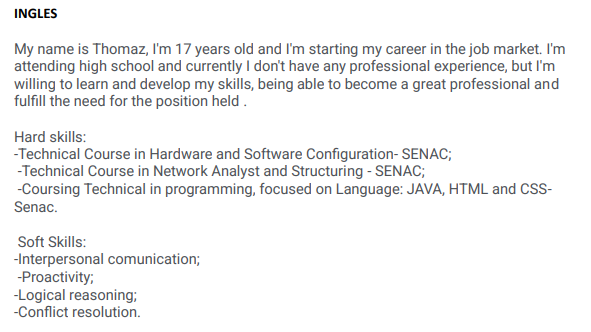 INGLES
My name is Thomaz, I'm 17 years old and I'm starting my career in the job market. I'm
attending high school and currently I don't have any professional experience, but I'm
willing to learn and develop my skills, being able to become a great professional and
fulfill the need for the position held .
Hard skills:
-Technical Course in Hardware and Software Configuration- SENAC;
-Technical Course in Network Analyst and Structuring - SENAC;
-Coursing Technical in programming, focused on Language: JAVA, HTML and CSS-
Senac.
Soft Skills:
-Interpersonal comunication;
-Proactivity;
-Logical reasoning;
-Conflict resolution.